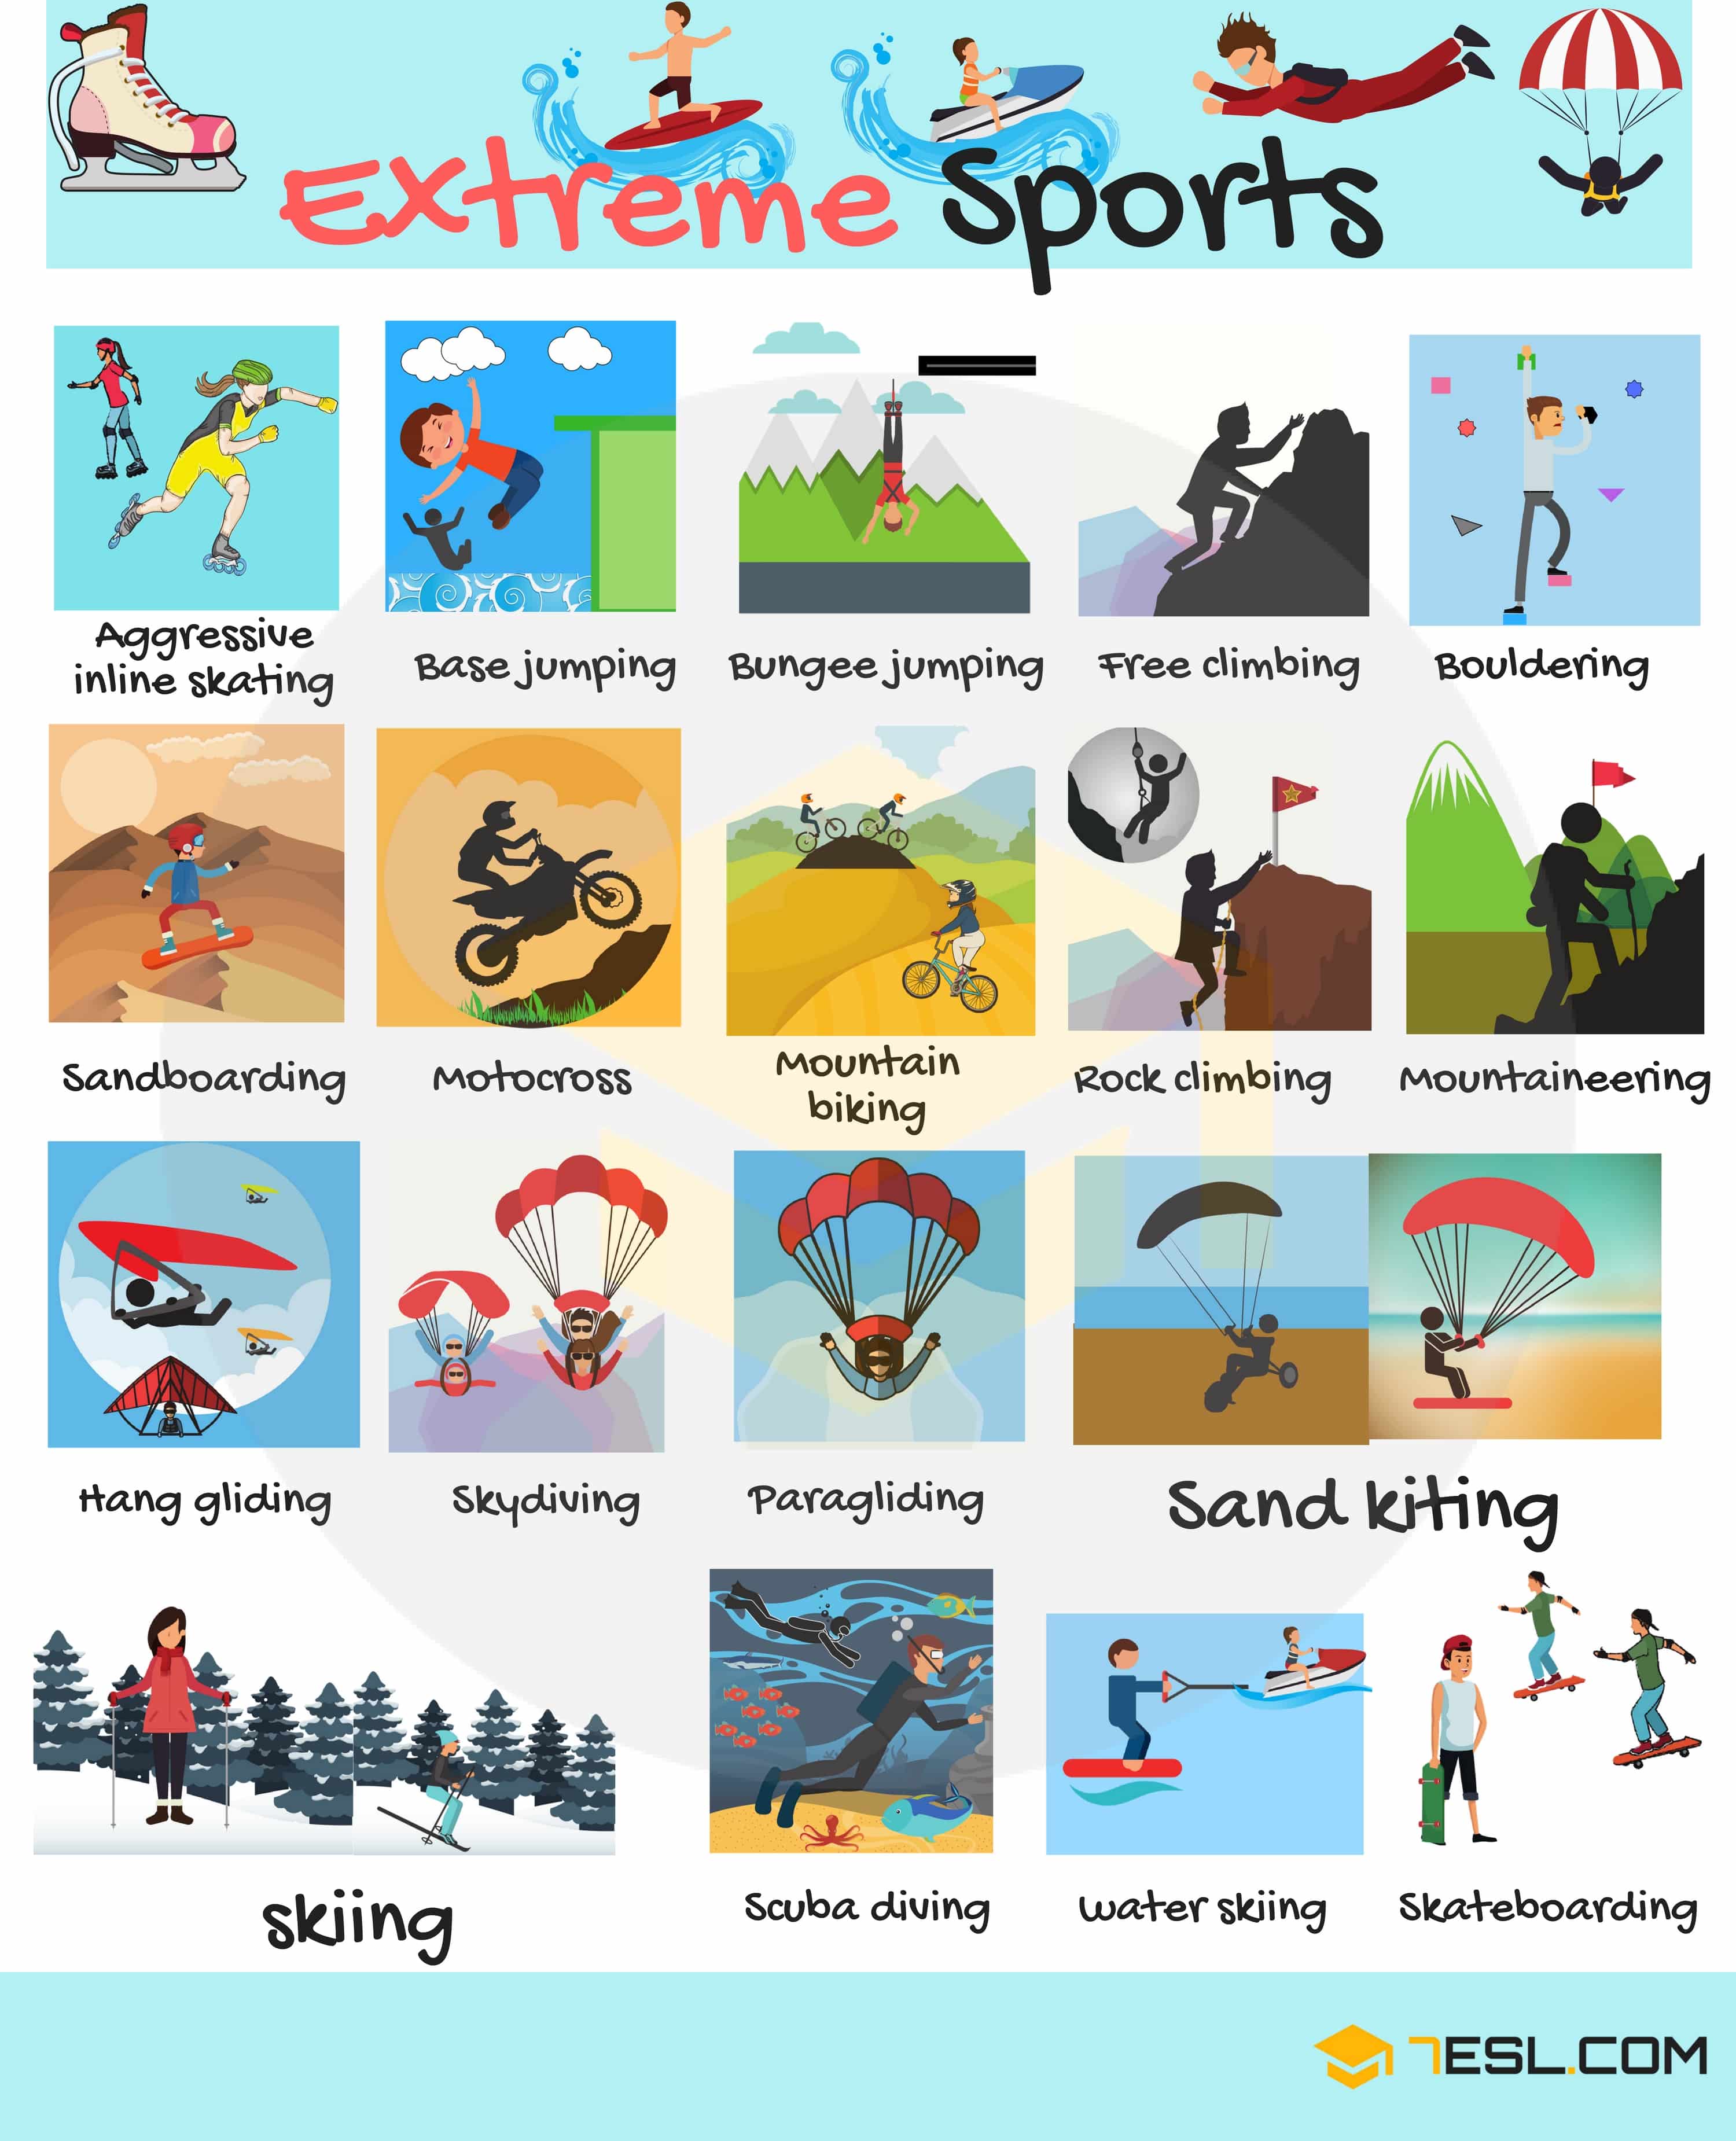 Extreme Sports
Aggressive
inline skating
Base jumping
Bungee jumping
Free climbing
Bouldering
Sandboarding
Motocross
Mountain
biking
Rock climbing
Mountaineering
Hang gliding
Skydiving
Paragliding
Sand kiting
skiing
Scuba diving
water skiing
Skateboarding
7ESL.COM